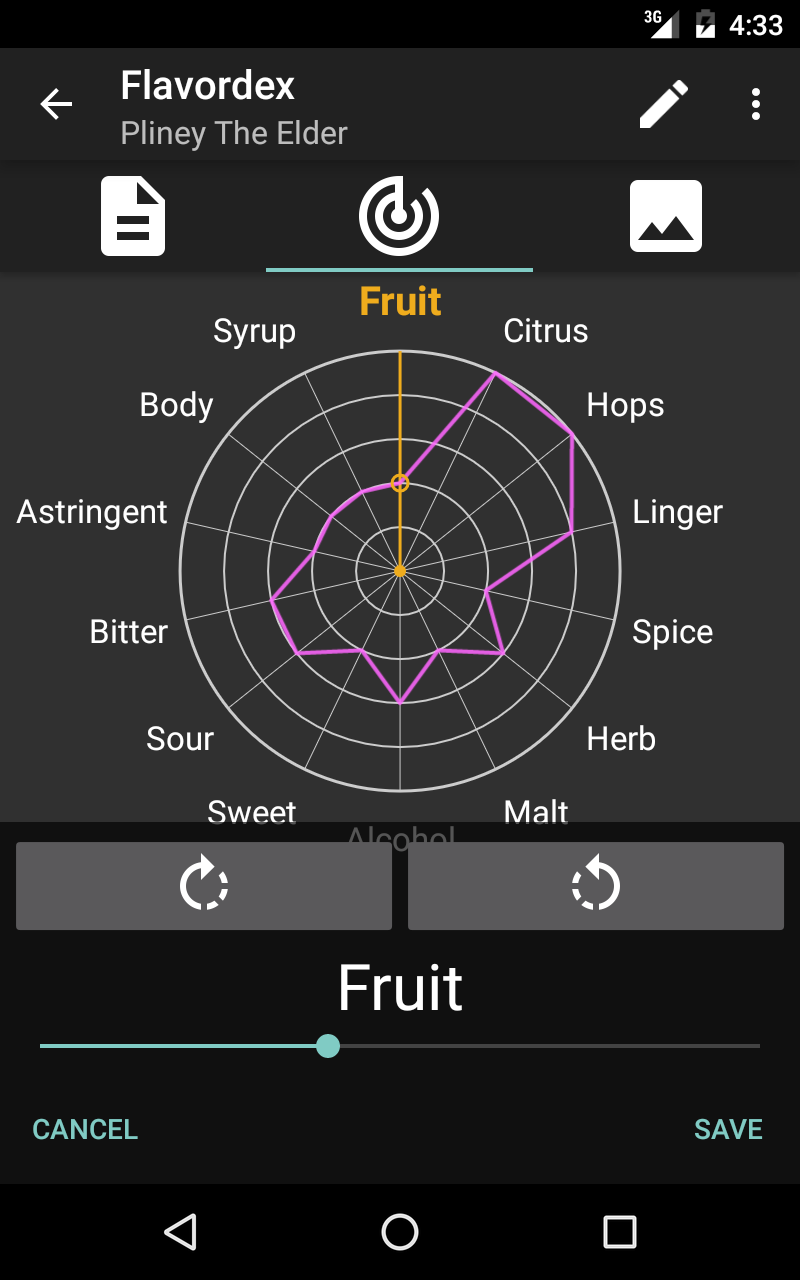 3G 4:33
Flavordex
Pliney The Elder
Fruit
Syrup
Citrus
Body
Hops
Astringent
Linger
Bitter
Spice
Sour
Herb
Sweet
Malt
Alcohol
Fruit
CANCEL
SAVE